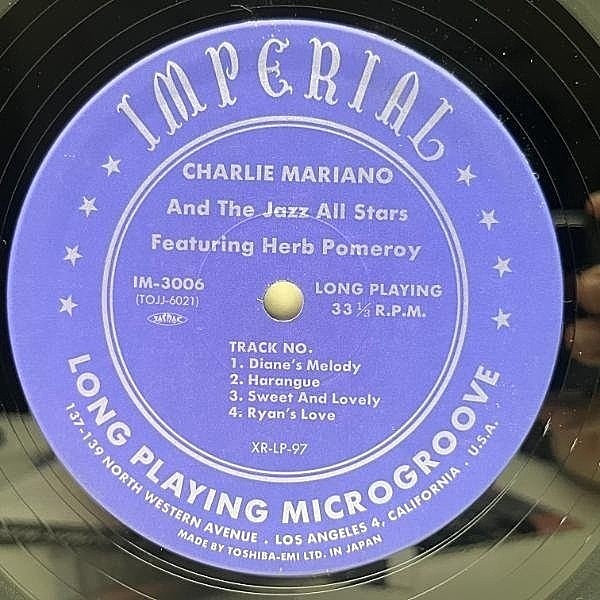 IMPERIAL
CHARLIE MARIANO
And The Jazz All Stars
Featuring Herb Pomeroy
IM-3006
(TOJJ-6021)
LONG PLAYING
33 1/3 R.P.M.
TRACK NO.
1. Diane's Melody
2. Harangue
3. Sweet And Lovely
4. Ryan's Love
XR-LP-97
LONG PLAYING MICROGROOVE
137-139 NORTH WESTERN AVENUE · LOS ANGELES 4, CALIFORNIA · U.S.A.
MADE BY TOSHIBA-EMI LTD. IN JAPAN